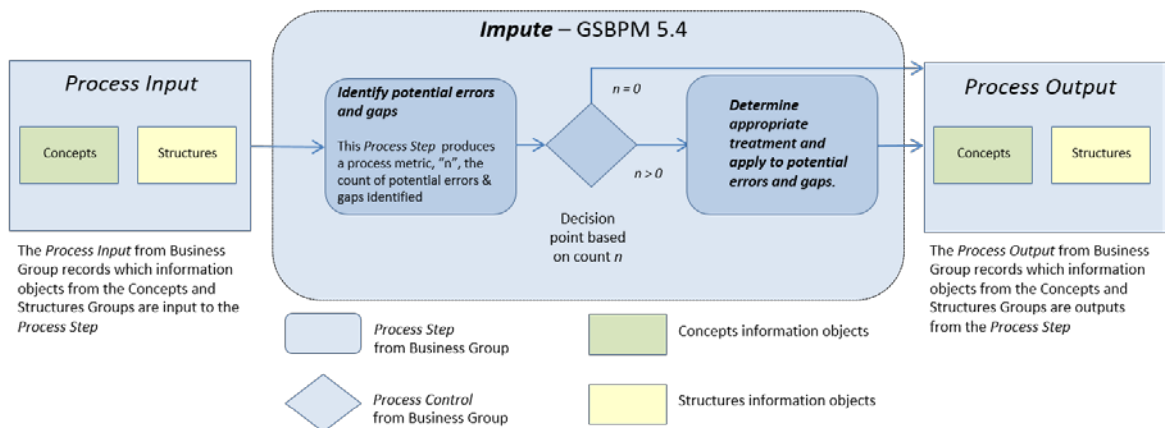 Impute – GSBPM 5.4
Process Input
Concepts
Structures
The Process Input from Business
Group records which information
objects from the Concepts and
Structures Groups are input to the
Process Step
Identify potential errors
and gaps
This Process Step produces
a process metric, “n”, the
count of potential errors &
gaps identified
n = 0
n > 0
Decision
point based
on count n
Determine
appropriate
treatment and
apply to potential
errors and gaps.
Process Output
Concepts
Structures
The Process Output from Business
Group records which information
objects from the Concepts and
Structures Groups are outputs
from the Process Step
Process Step
from Business Group
Concepts information objects
Process Control
from Business Group
Structures information objects